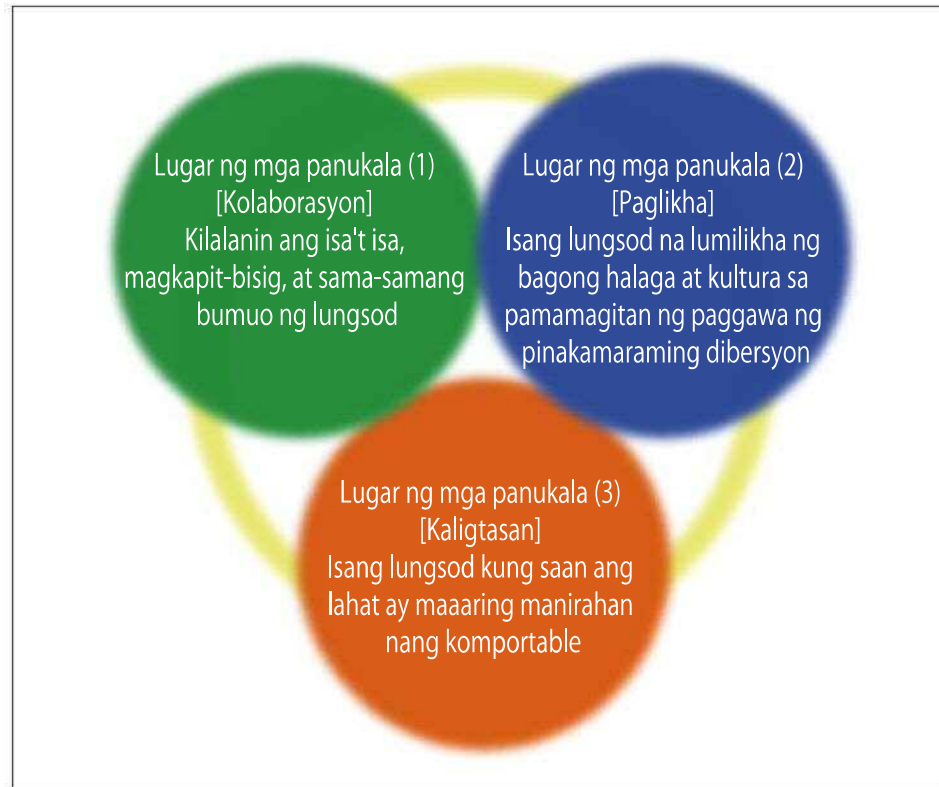 Lugar ng mga panukala (1)
[Kolaborasyon]
Kilalanin ang isa't isa,
magkapit-bisig, at sama-samang
bumuo ng lungsod
Lugar ng mga panukala (2)
[Paglikha]
Isang lungsod na lumilikha ng
bagong halaga at kultura sa
pamamagitan ng paggawa ng
pinakamaraming dibersyon
Lugar ng mga panukala (3)
[Kaligtasan]
Isang lungsod kung saan ang
lahat ay maaaring manirahan
nang komportable